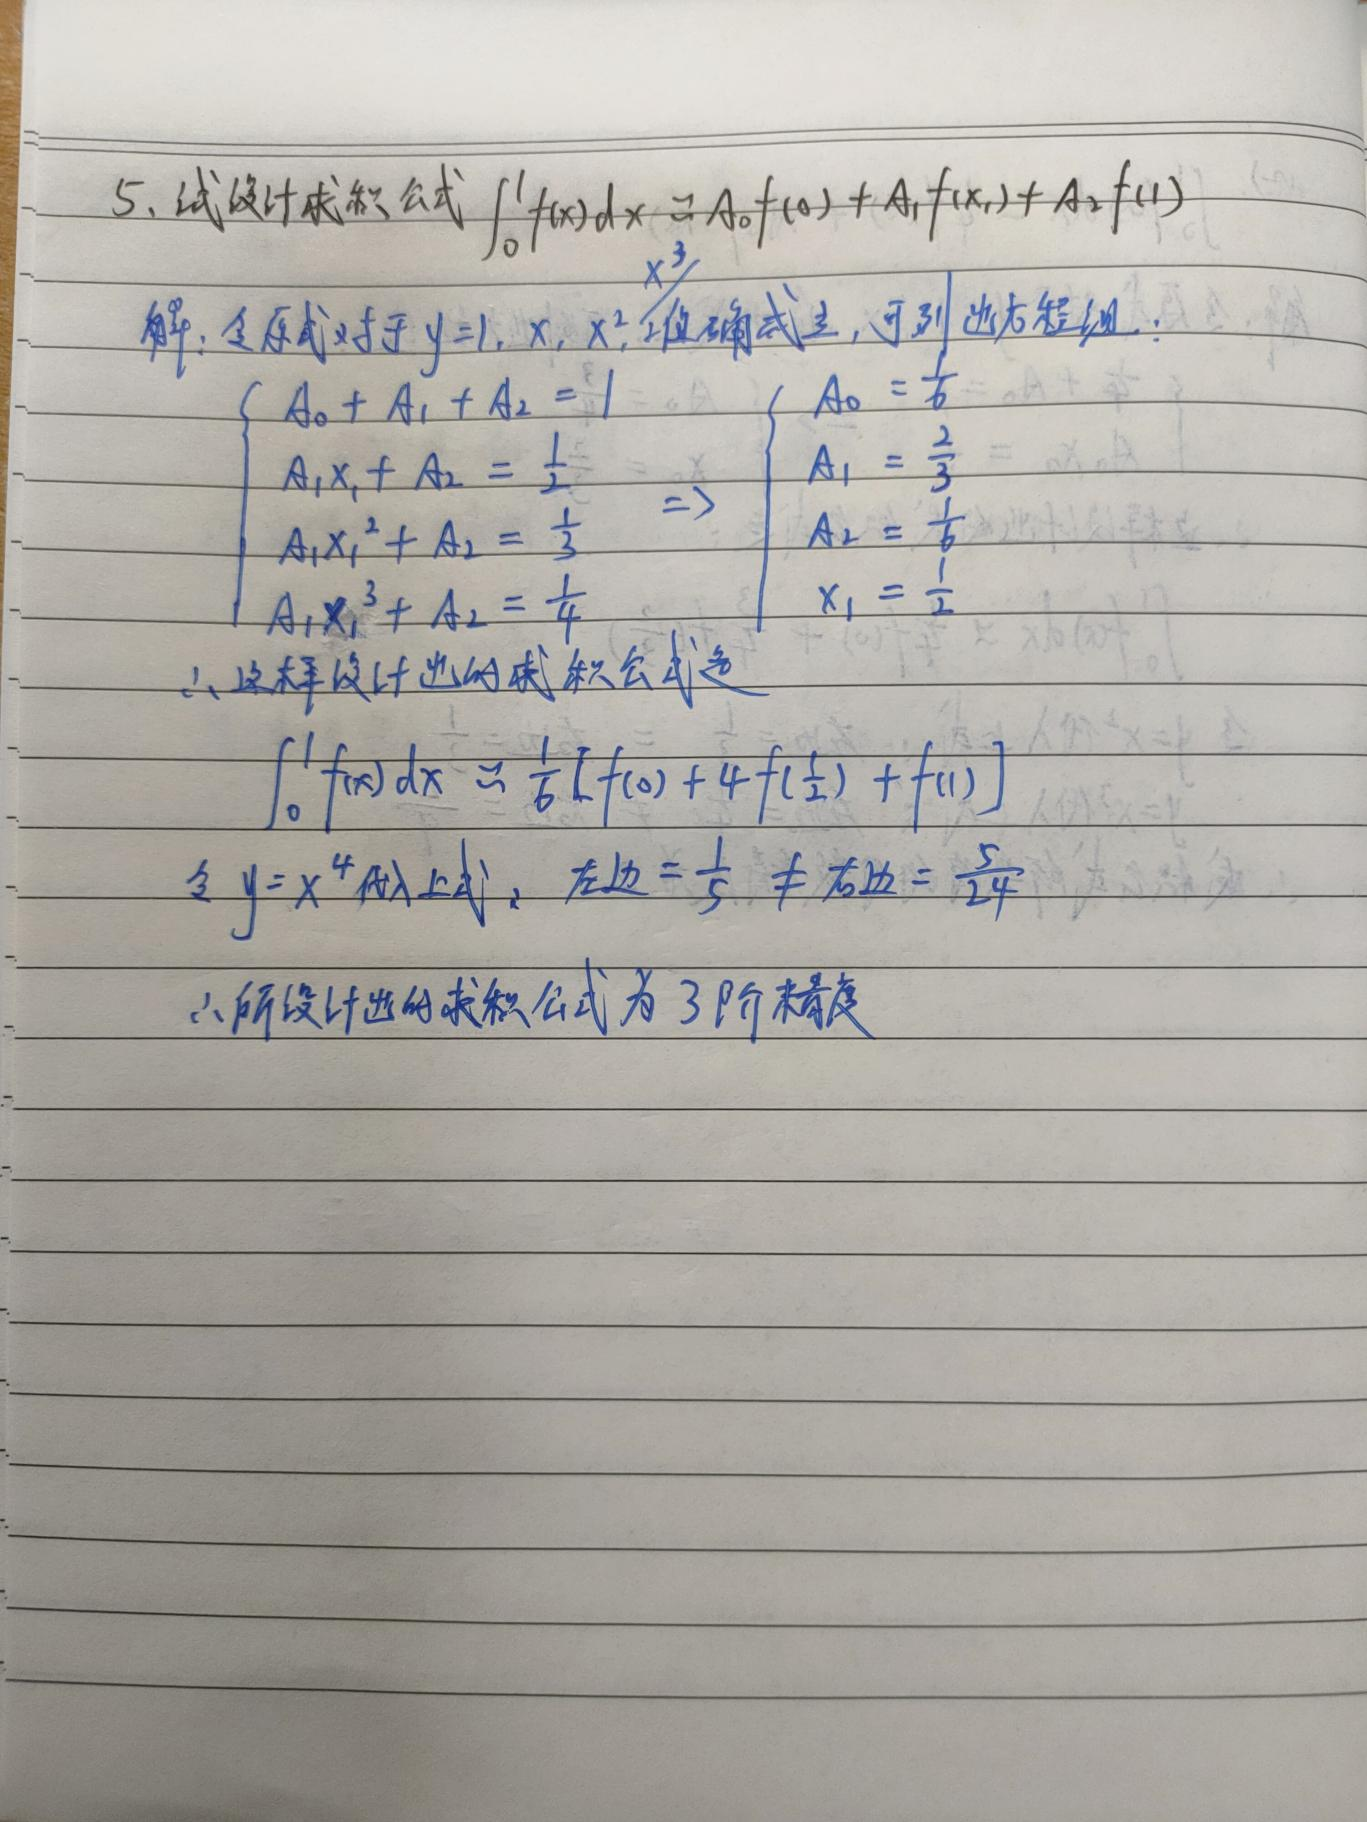 5、试设计求积公式 ∫₀¹f(x)dx ≈ A₀f(0) + A₁f(x₁) + A₂f(1)
解：令原式对于 y=1, x, x², x³ 准确成立，可列出方程组：
A₀ + A₁ + A₂ = 1
A₁x₁ + A₂ = 1/2
A₁x₁² + A₂ = 1/3
A₁x₁³ + A₂ = 1/4
=>
A₀ = 1/6
A₁ = 2/3
A₂ = 1/6
x₁ = 1/2
∴ 这样设计出的求积公式是
∫₀¹f(x)dx ≈ 1/6[f(0) + 4f(1/2) + f(1)]
令 y=x⁴代入上式，左边 = 1/5 ≠ 右边 = 5/24
∴所设计出的求积公式为3阶精度